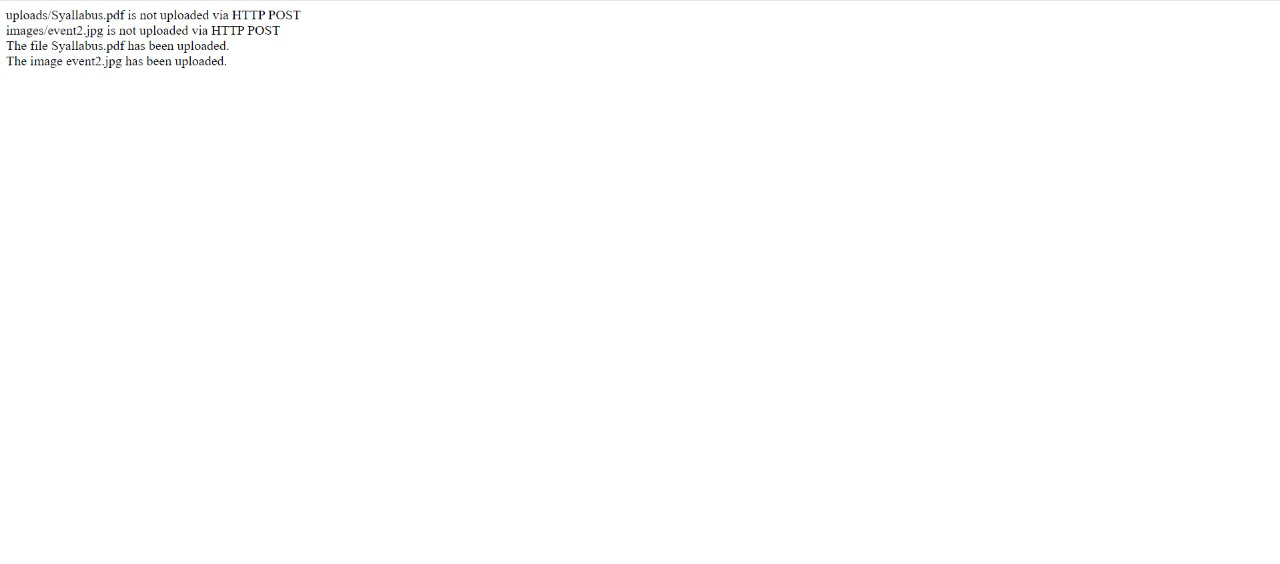 uploads/Syallabus.pdf is not uploaded via HTTP POST
images/event2.jpg is not uploaded via HTTP POST
The file Syallabus.pdf has been uploaded.
The image event2.jpg has been uploaded.